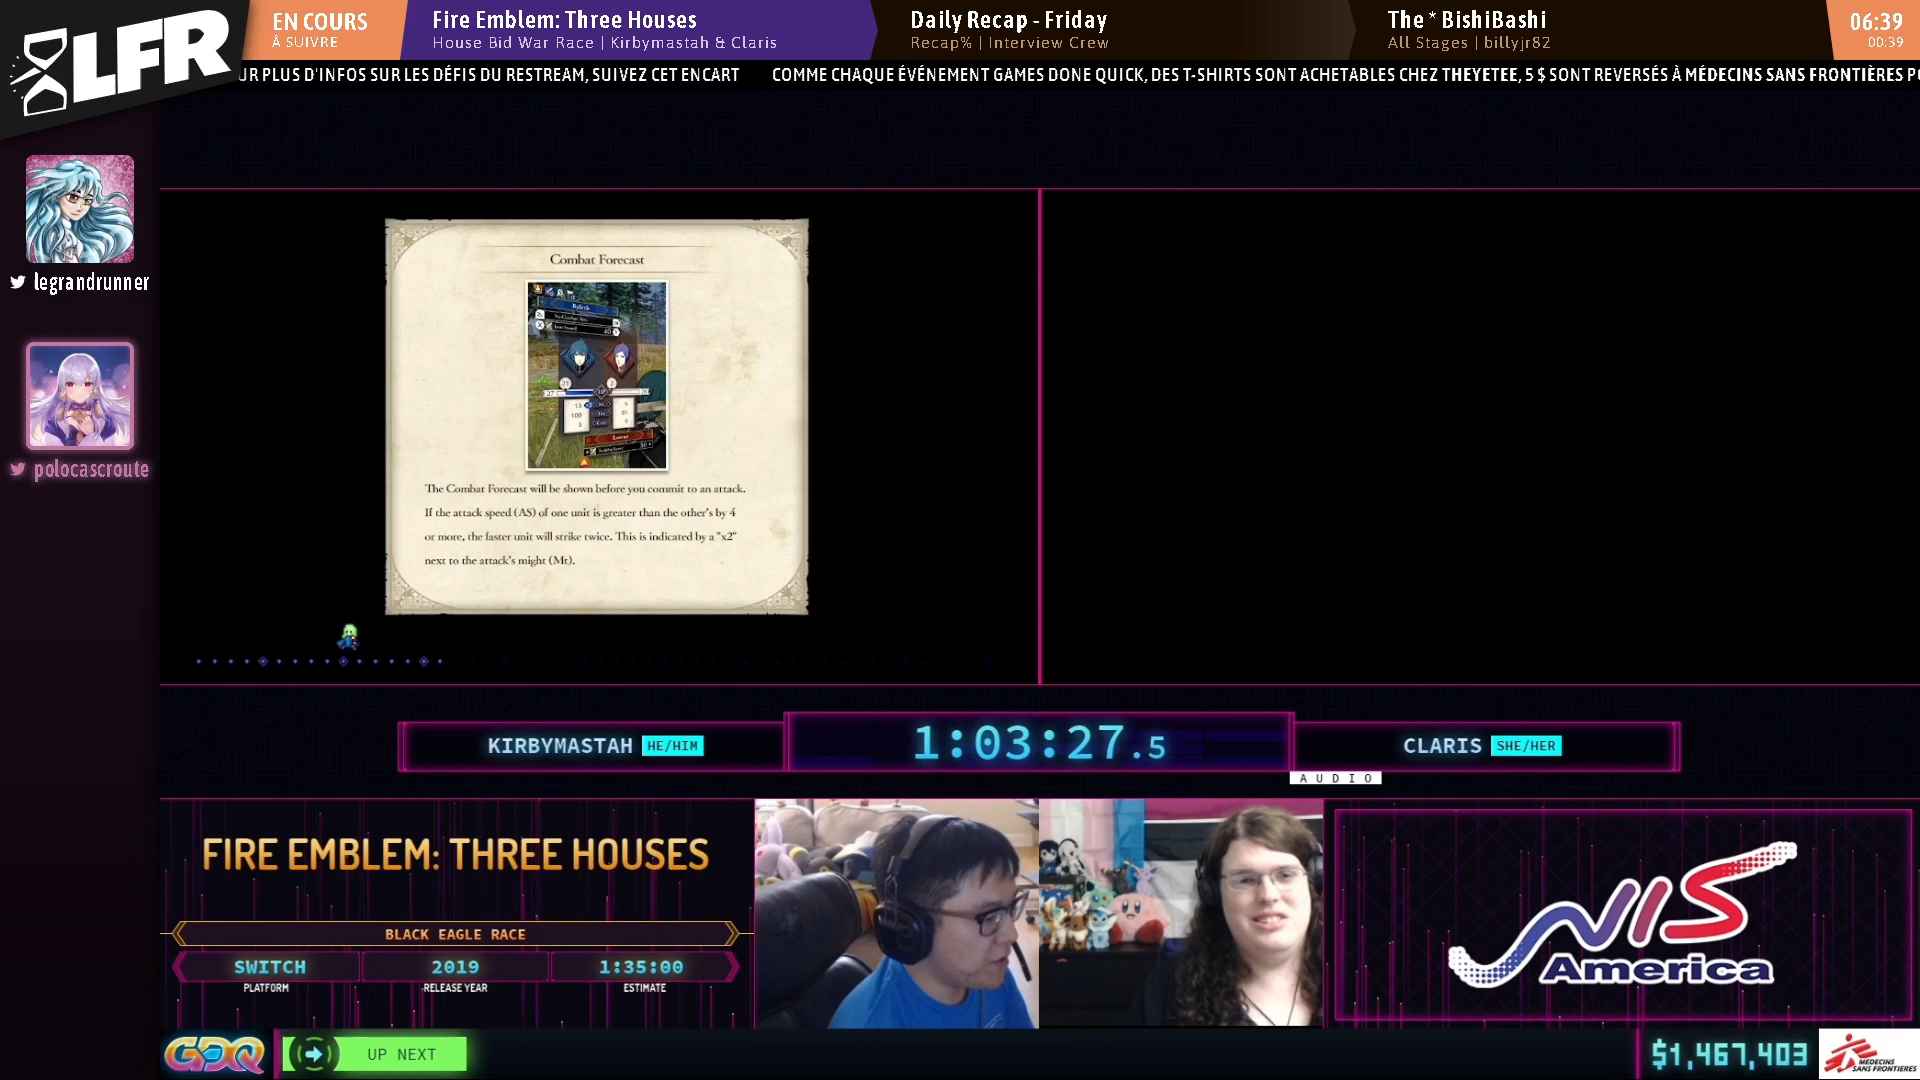 LFR
EN COURS
À SUIVRE
Fire Emblem: Three Houses
House Bid War Race | Kirbymastah & Claris
Daily Recap - Friday
Recap% | Interview Crew
The * BishiBashi
All Stages | billyjr82
06:39
00:39
UR PLUS D'INFOS SUR LES DÉFIS DU RESTREAM, SUIVEZ CET ENCART
COMME CHAQUE ÉVÉNEMENT GAMES DONE QUICK, DES T-SHIRTS SONT ACHETABLES CHEZ THEYETEE, 5 $ SONT REVERSÉS À MÉDECINS SANS FRONTIÈRES P
legrandrunner
polocascroute
Combat Forecast
The Combat Forecast will be shown before you commit to an attack.
If the attack speed (AS) of one unit is greater than the other's by 4
or more, the faster unit will strike twice. This is indicated by a "x2"
next to the attack's might (Mt).
KIRBYMASTAH HE/HIM
1:03:27.5
CLARIS SHE/HER
AUDIO
FIRE EMBLEM: THREE HOUSES
BLACK EAGLE RACE
SWITCH
2019
1:35:00
PLATFORM
RELEASE YEAR
ESTIMATE
NIS
America
GDQ
UP NEXT
$1,467,403
MEDECINS
SANS FRONTIERES